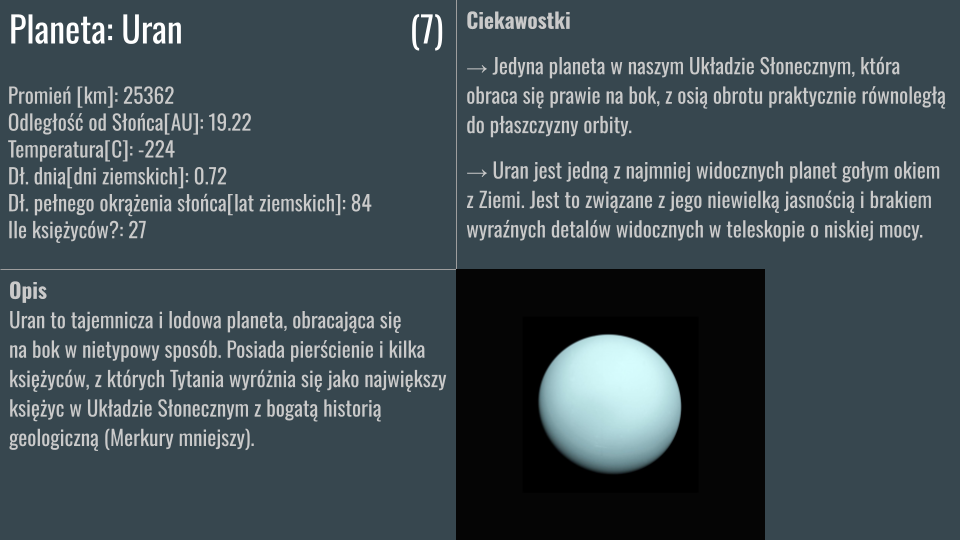 Planeta: Uran (7)
Promień [km]: 25362
Odległość od Słońca[AU]: 19.22
Temperatura[C]: -224
Dł. dnia[dni ziemskich]: 0.72
Dł. pełnego okrążenia słońca[lat ziemskich]: 84
Ile księżyców?: 27
Ciekawostki
→ Jedyna planeta w naszym Układzie Słonecznym, która
obraca się prawie na bok, z osią obrotu praktycznie równoległą
do płaszczyzny orbity.
→ Uran jest jedną z najmniej widocznych planet gołym okiem
z Ziemi. Jest to związane z jego niewielką jasnością i brakiem
wyraźnych detalów widocznych w teleskopie o niskiej mocy.
Opis
Uran to tajemnicza i lodowa planeta, obracająca się
na bok w nietypowy sposób. Posiada pierścienie i kilka
księżyców, z których Tytania wyróżnia się jako największy
księżyc w Układzie Słonecznym z bogatą historią
geologiczną (Merkury mniejszy).